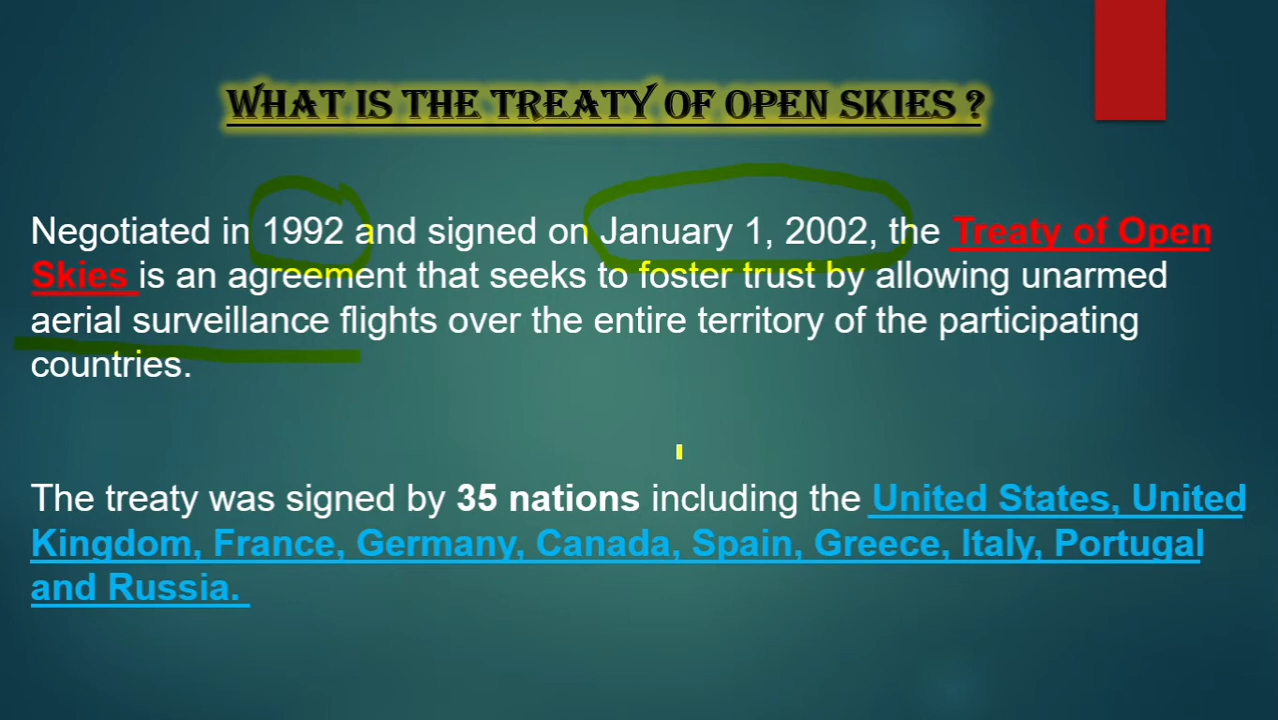 WHAT IS THE TREATY OF OPEN SKIES ?
Negotiated in 1992 and signed on January 1, 2002, the Treaty of Open
Skies is an agreement that seeks to foster trust by allowing unarmed
aerial surveillance flights over the entire territory of the participating
countries.
The treaty was signed by 35 nations including the United States, United
Kingdom, France, Germany, Canada, Spain, Greece, Italy, Portugal
and Russia.